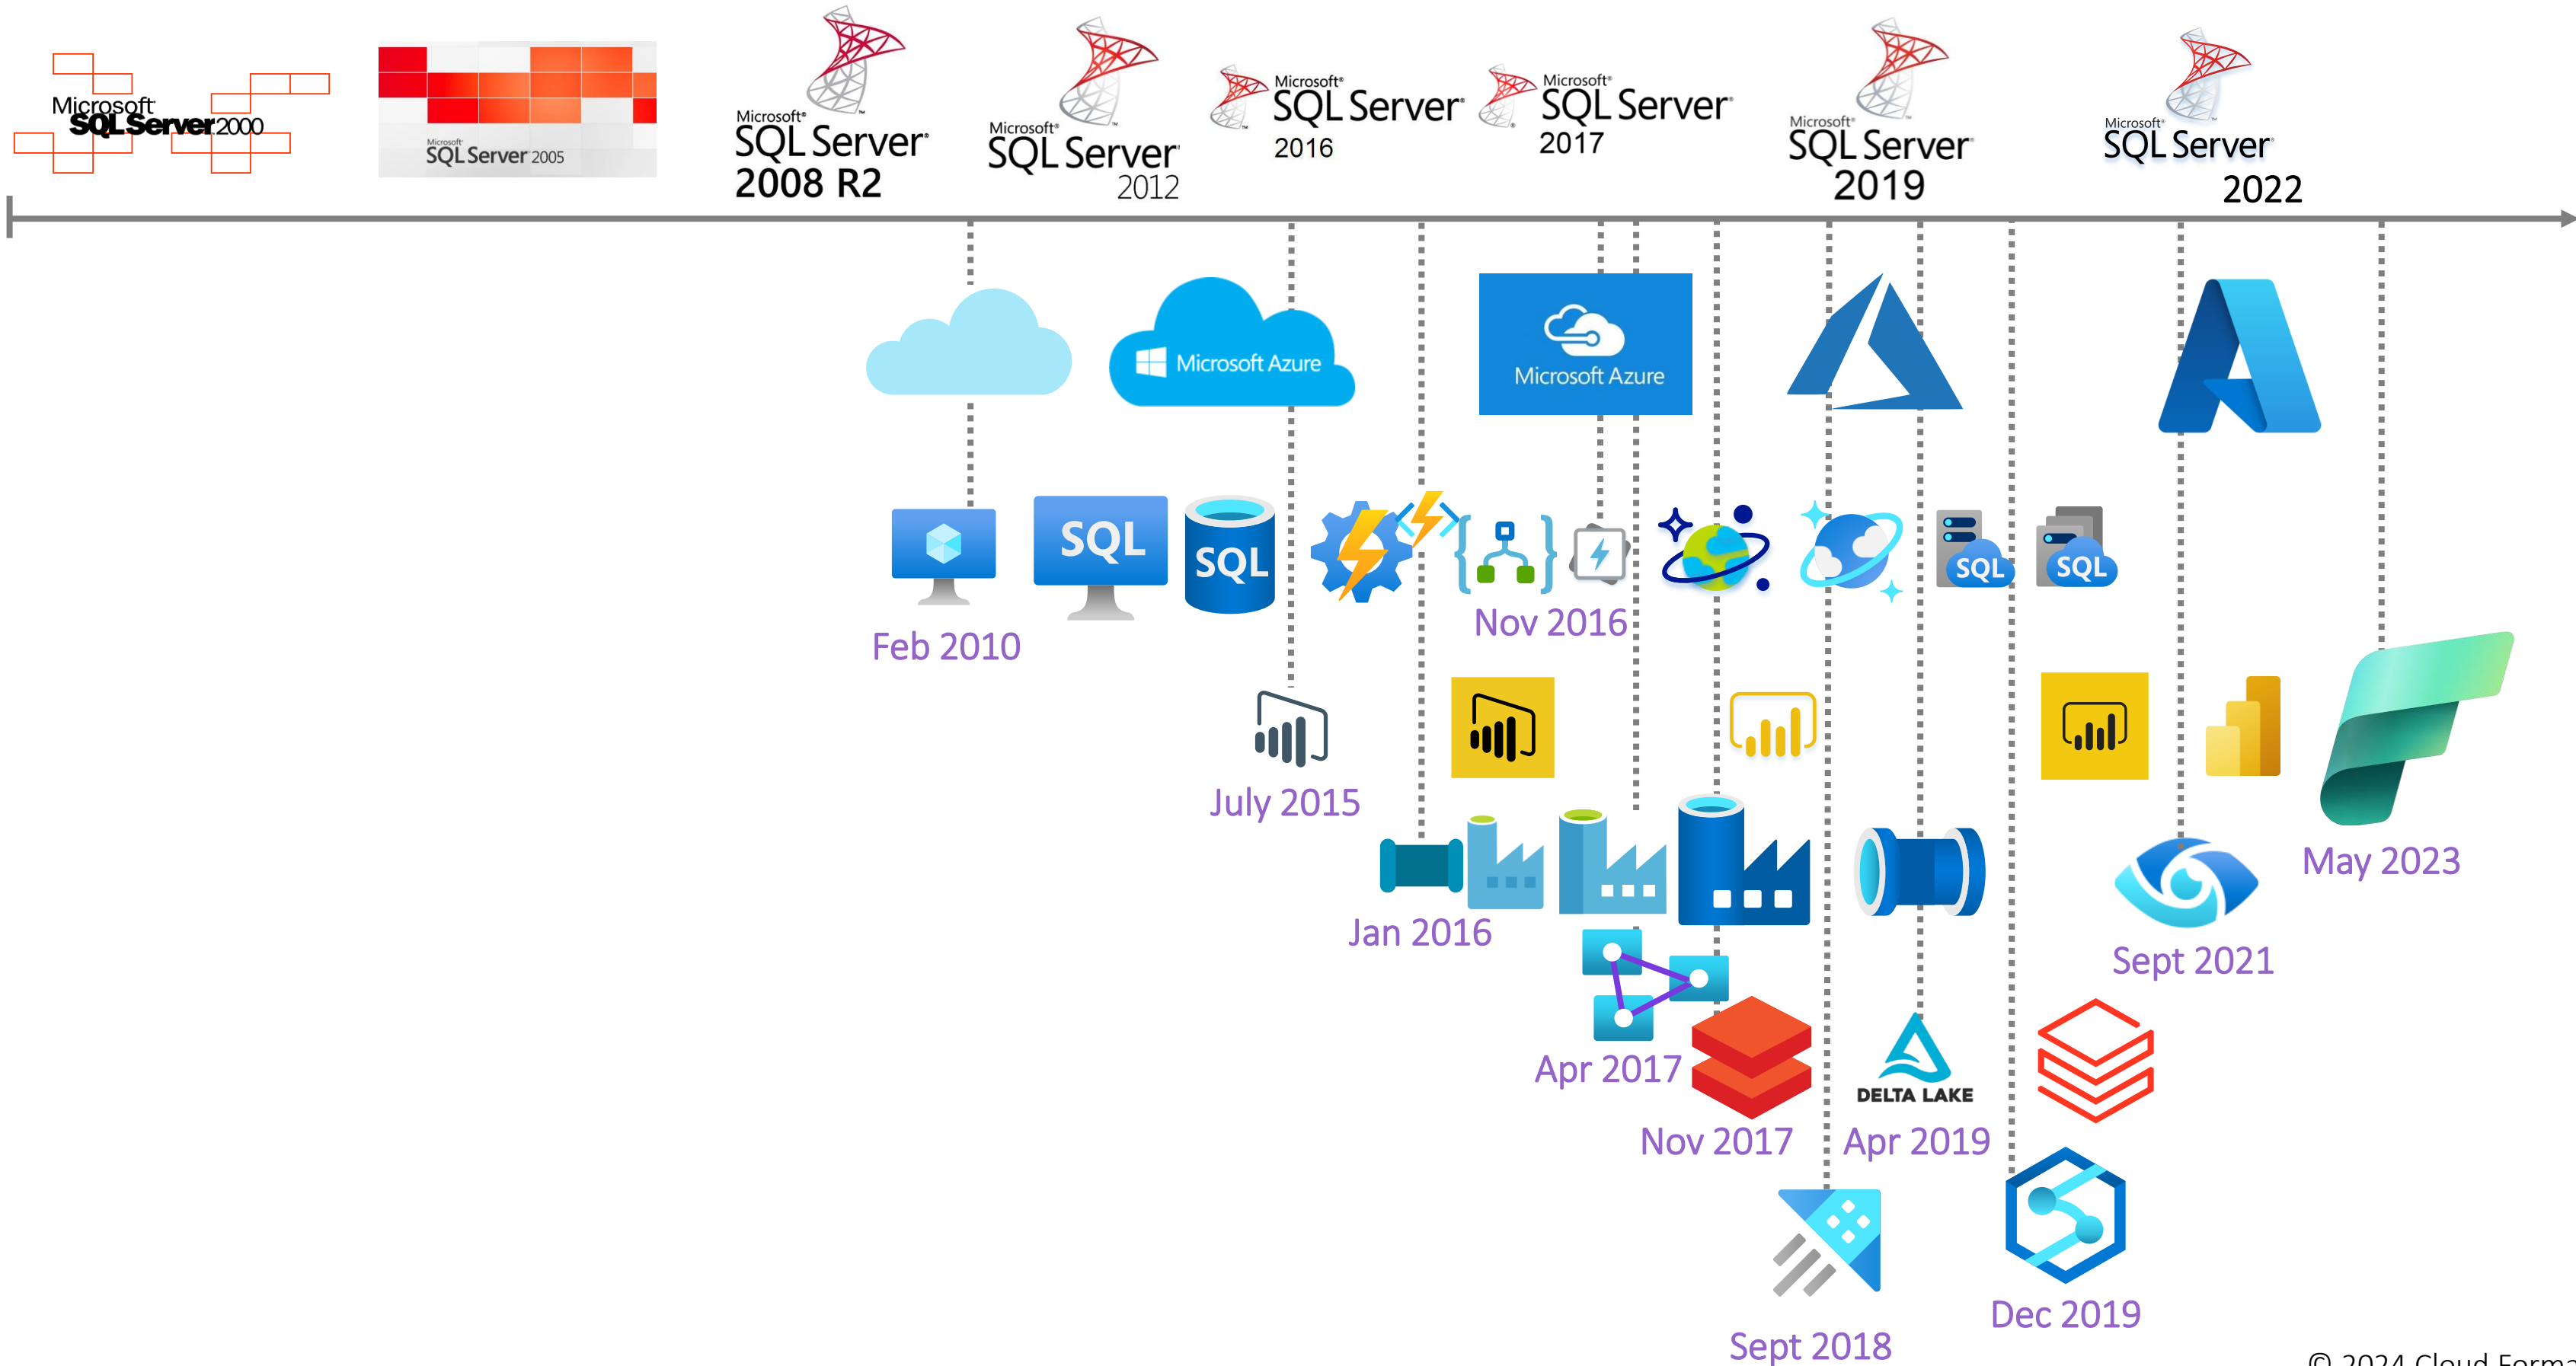 Microsoft
SQL Server 2000
Microsoft
SQL Server 2005
Microsoft®
SQL Server®
2008 R2
Microsoft®
SQL Server
2012
Microsoft®
SQL Server®
2016
Microsoft®
SQL Server
2017
Microsoft®
SQL Server
2019
Microsoft®
SQL Server
2022
Microsoft Azure
Microsoft Azure
SQL
SQL
SQL
SQL
Feb 2010
Nov 2016
July 2015
May 2023
Jan 2016
Sept 2021
Apr 2017
DELTA LAKE
Nov 2017
Apr 2019
Dec 2019
Sept 2018
© 2024 Cloud